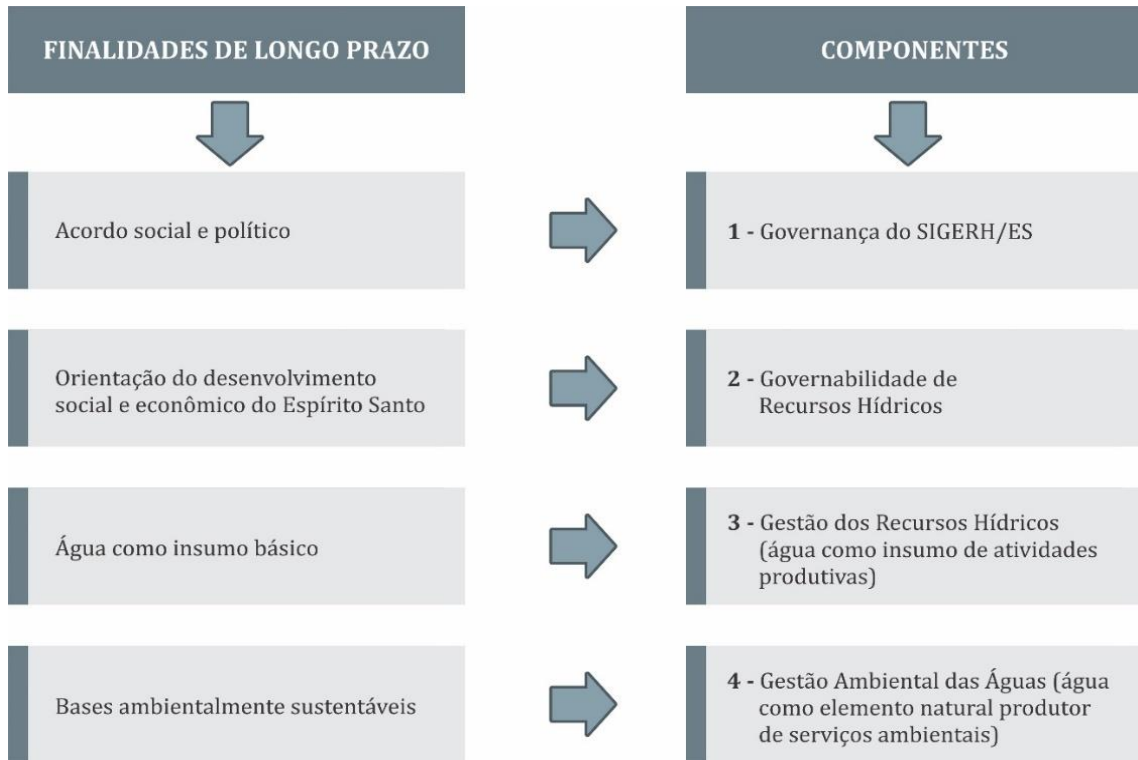 FINALIDADES DE LONGO PRAZO
COMPONENTES
Acordo social e político
1 - Governança do SIGERH/ES
Orientação do desenvolvimento
social e econômico do Espírito Santo
2 - Governabilidade de
Recursos Hídricos
Água como insumo básico
3 - Gestão dos Recursos Hídricos
(água como insumo de atividades
produtivas)
Bases ambientalmente sustentáveis
4 - Gestão Ambiental das Águas (água
como elemento natural produtor
de serviços ambientais)